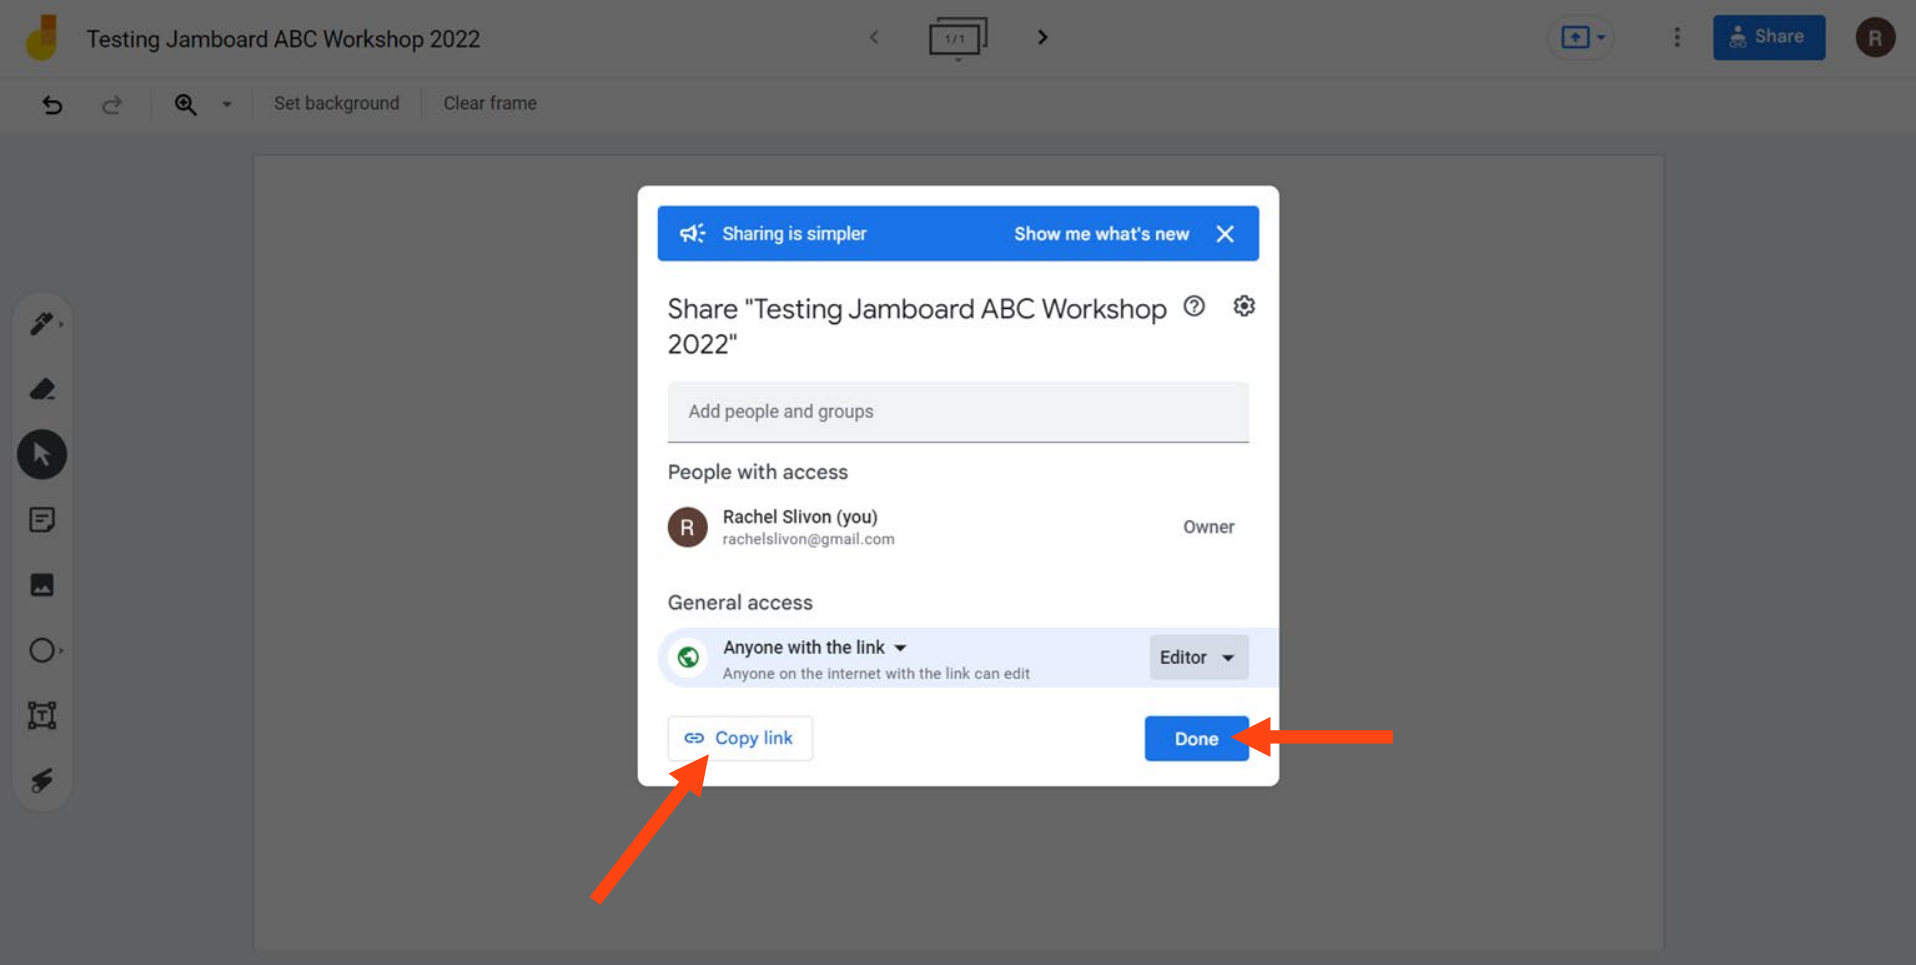 Testing Jamboard ABC Workshop 2022
1/1
Share
R
Set background
Clear frame
Sharing is simpler
Show me what's new
Share "Testing Jamboard ABC Workshop
2022"
Add people and groups
People with access
R
Rachel Slivon (you)
Owner
rachelslivon@gmail.com
General access
Anyone with the link
Editor
Anyone on the internet with the link can edit
Copy link
Done